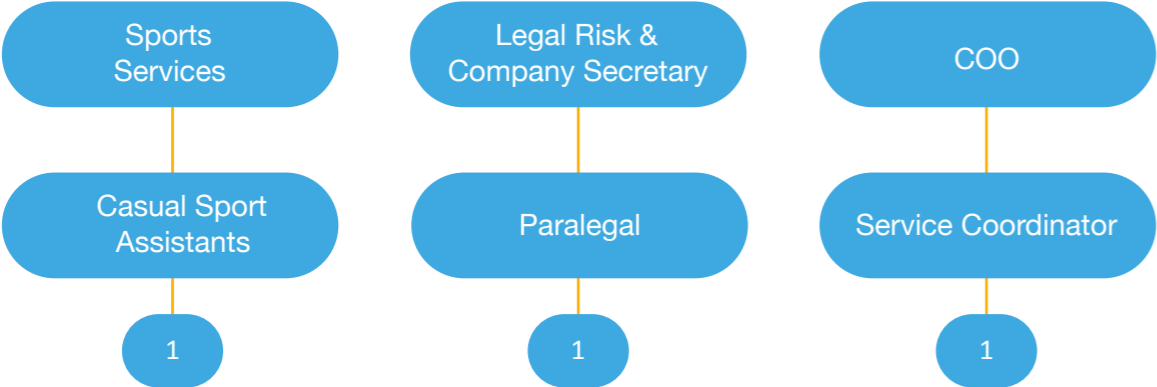 Sports
Services
Legal Risk &
Company Secretary
COO
Casual Sport
Assistants
Paralegal
Service Coordinator
1
1
1